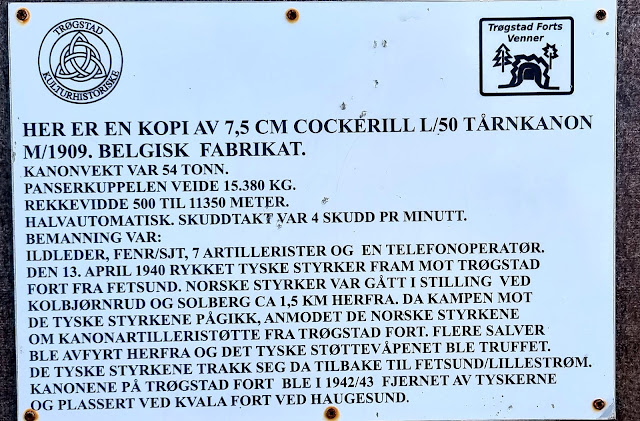 TRØGSTAD
KULTURHISTORISKE
Trøgstad Forts
Venner
HER ER EN KOPI AV 7,5 CM COCKERILL L/50 TÅRNKANON
M/1909. BELGISK FABRIKAT.
KANONVEKT VAR 54 TONN.
PANSERKUPPELEN VEIDE 15.380 KG.
REKKEVIDDE 500 TIL 11350 METER.
HALVAUTOMATISK. SKUDDTAKT VAR 4 SKUDD PR MINUTT.
BEMANNING VAR:
ILDLEDER, FENR/SJT, 7 ARTILLERISTER OG EN TELEFONOPERATØR.
DEN 13. APRIL 1940 RYKKET TYSKE STYRKER FRAM MOT TRØGSTAD
FORT FRA FETSUND. NORSKE STYRKER VAR GÅTT I STILLING VED
KOLBJØRNRUD OG SOLBERG CA 1,5 KM HERFRA. DA KAMPEN MOT
DE TYSKE STYRKENE PÅGIKK, ANMODET DE NORSKE STYRKENE
OM KANONARTILLERISTØTTE FRA TRØGSTAD FORT. FLERE SALVER
BLE AVFYRT HERFRA OG DET TYSKE STØTTEVÅPENET BLE TRUFFET.
DE TYSKE STYRKENE TRAKK SEG DA TILBAKE TIL FETSUND/LILLESTRØM.
KANONENE PÅ TRØGSTAD FORT BLE I 1942/43 FJERNET AV TYSKERNE
OG PLASSERT VED KVALA FORT VED HAUGESUND.